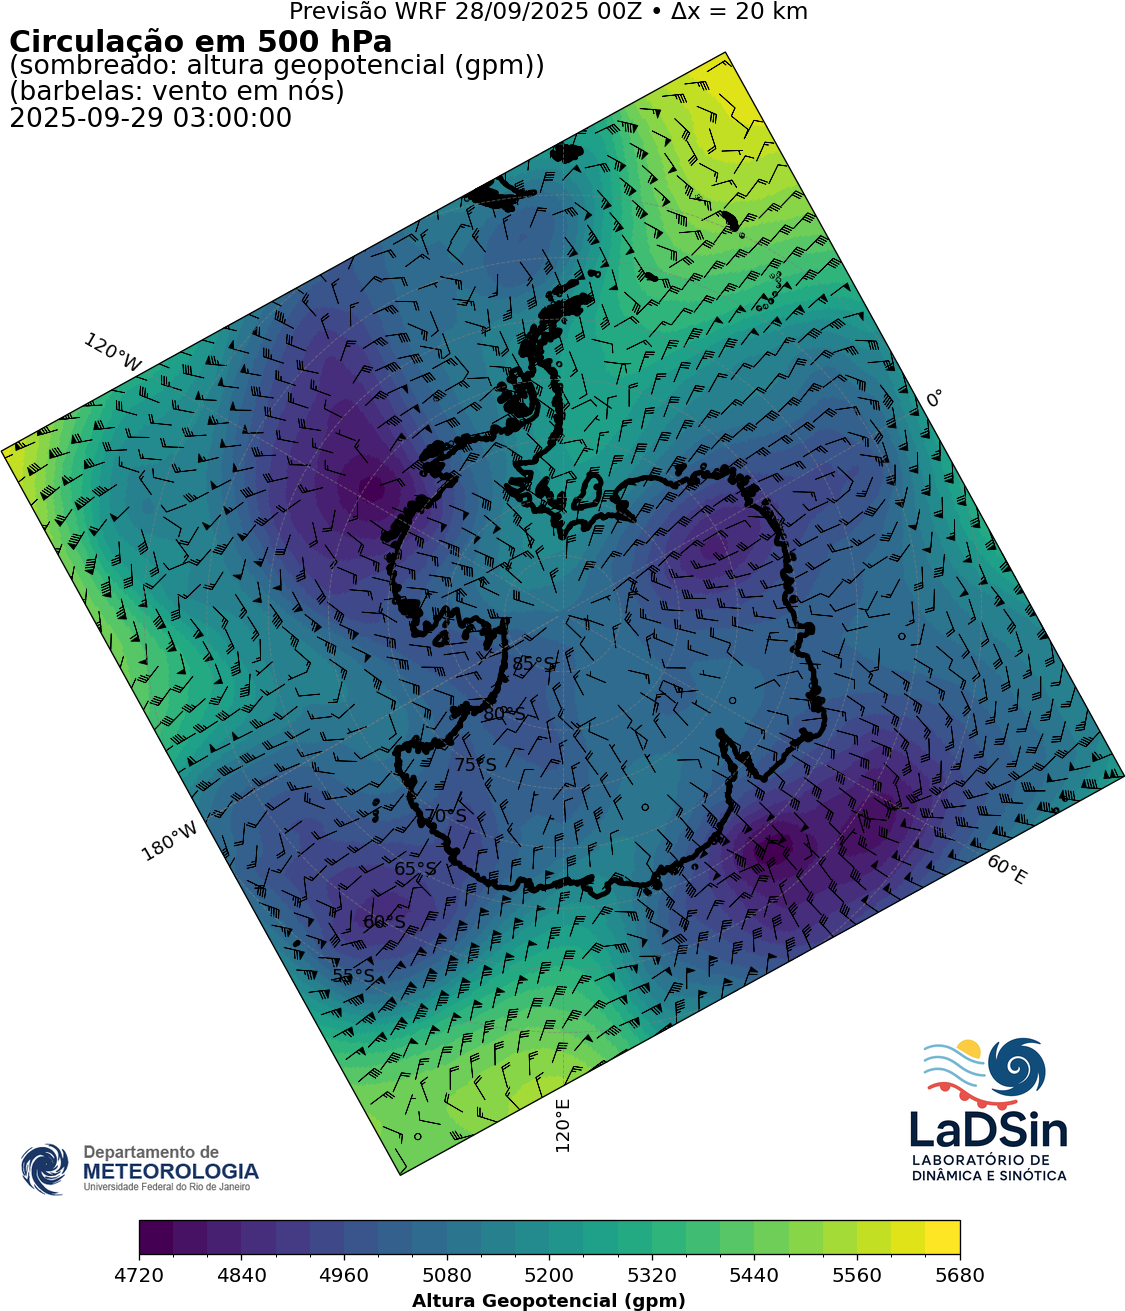 Previsão WRF 28/09/2025 00Z • Δx = 20 km
Circulação em 500 hPa
(sombreado: altura geopotencial (gpm))
(barbelas: vento em nós)
2025-09-29 03:00:00
120°W
0°
85°S
80°S
75°S
70°S
180°W
65°S
60°E
60°S
55°S
120°E
LaDSin
LABORATÓRIO DE
DINÂMICA E SINÓTICA
Departamento de
METEOROLOGIA
Universidade Federal do Rio de Janeiro
4720 4840 4960 5080 5200 5320 5440 5560 5680
Altura Geopotencial (gpm)